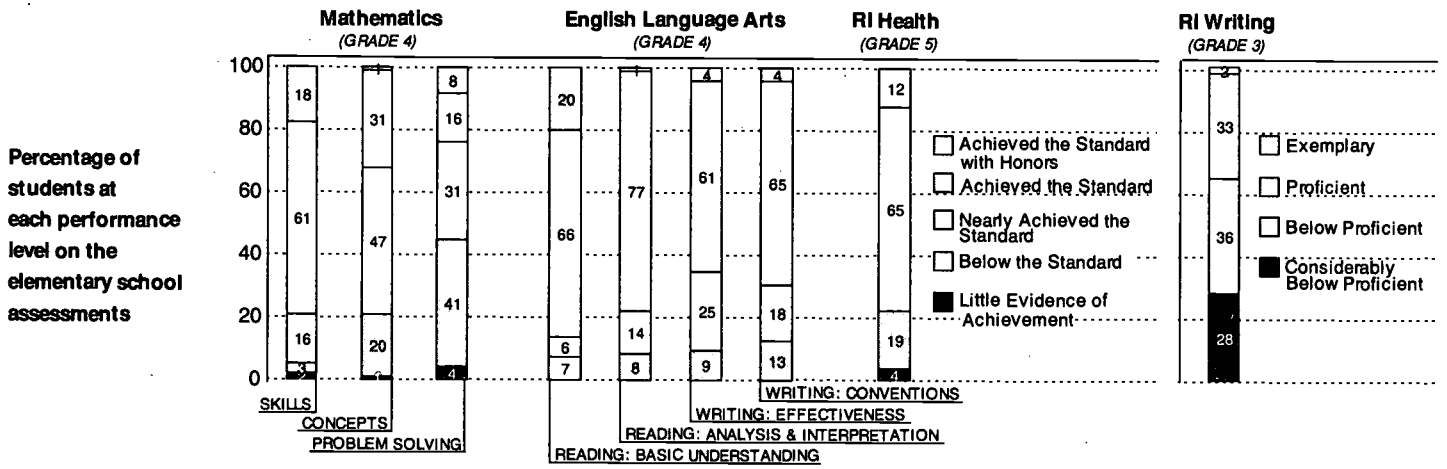 Mathematics
(GRADE 4)
English Language Arts
(GRADE 4)
RI Health
(GRADE 5)
RI Writing
(GRADE 3)
Percentage of
students at
each performance
level on the
elementary school
assessments
100
80
60
40
20
0
18
61
16
3
2
SKILLS
1
31
47
20
1
CONCEPTS
8
16
31
41
4
PROBLEM SOLVING
20
66
6
7
READING: BASIC UNDERSTANDING
1
77
14
8
READING: ANALYSIS & INTERPRETATION
4
61
25
9
WRITING: EFFECTIVENESS
4
65
18
13
WRITING: CONVENTIONS
12
65
19
4
Achieved the Standard
with Honors
Achieved the Standard
Nearly Achieved the
Standard
Below the Standard
Little Evidence of
Achievement
33
36
28
Exemplary
Proficient
Below Proficient
Considerably
Below Proficient